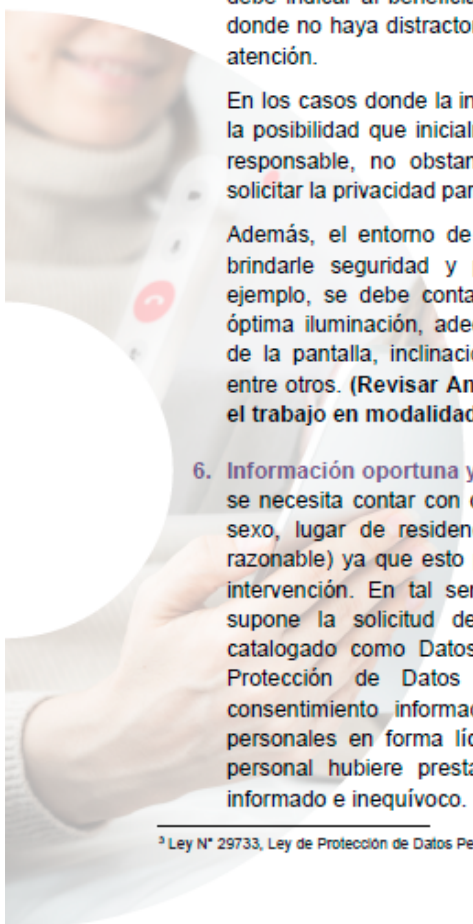 debe indicar al beneficia
donde no haya distractor
atención.
En los casos donde la in
la posibilidad que iniciali
responsable, no obstan
solicitar la privacidad par
Además, el entorno de
brindarle seguridad y
ejemplo, se debe conta
óptima iluminación, ade
de la pantalla, inclinaci
entre otros. (Revisar An
el trabajo en modalidad
6. Información oportuna y
se necesita contar con
sexo, lugar de residen
razonable) ya que esto
intervención. En tal ser
supone la solicitud de
catalogado como Datos
Protección de Datos
consentimiento informa
personales en forma líc
personal hubiere presta
informado e inequívoco.
³ Ley N° 29733, Ley de Protección de Datos Pe